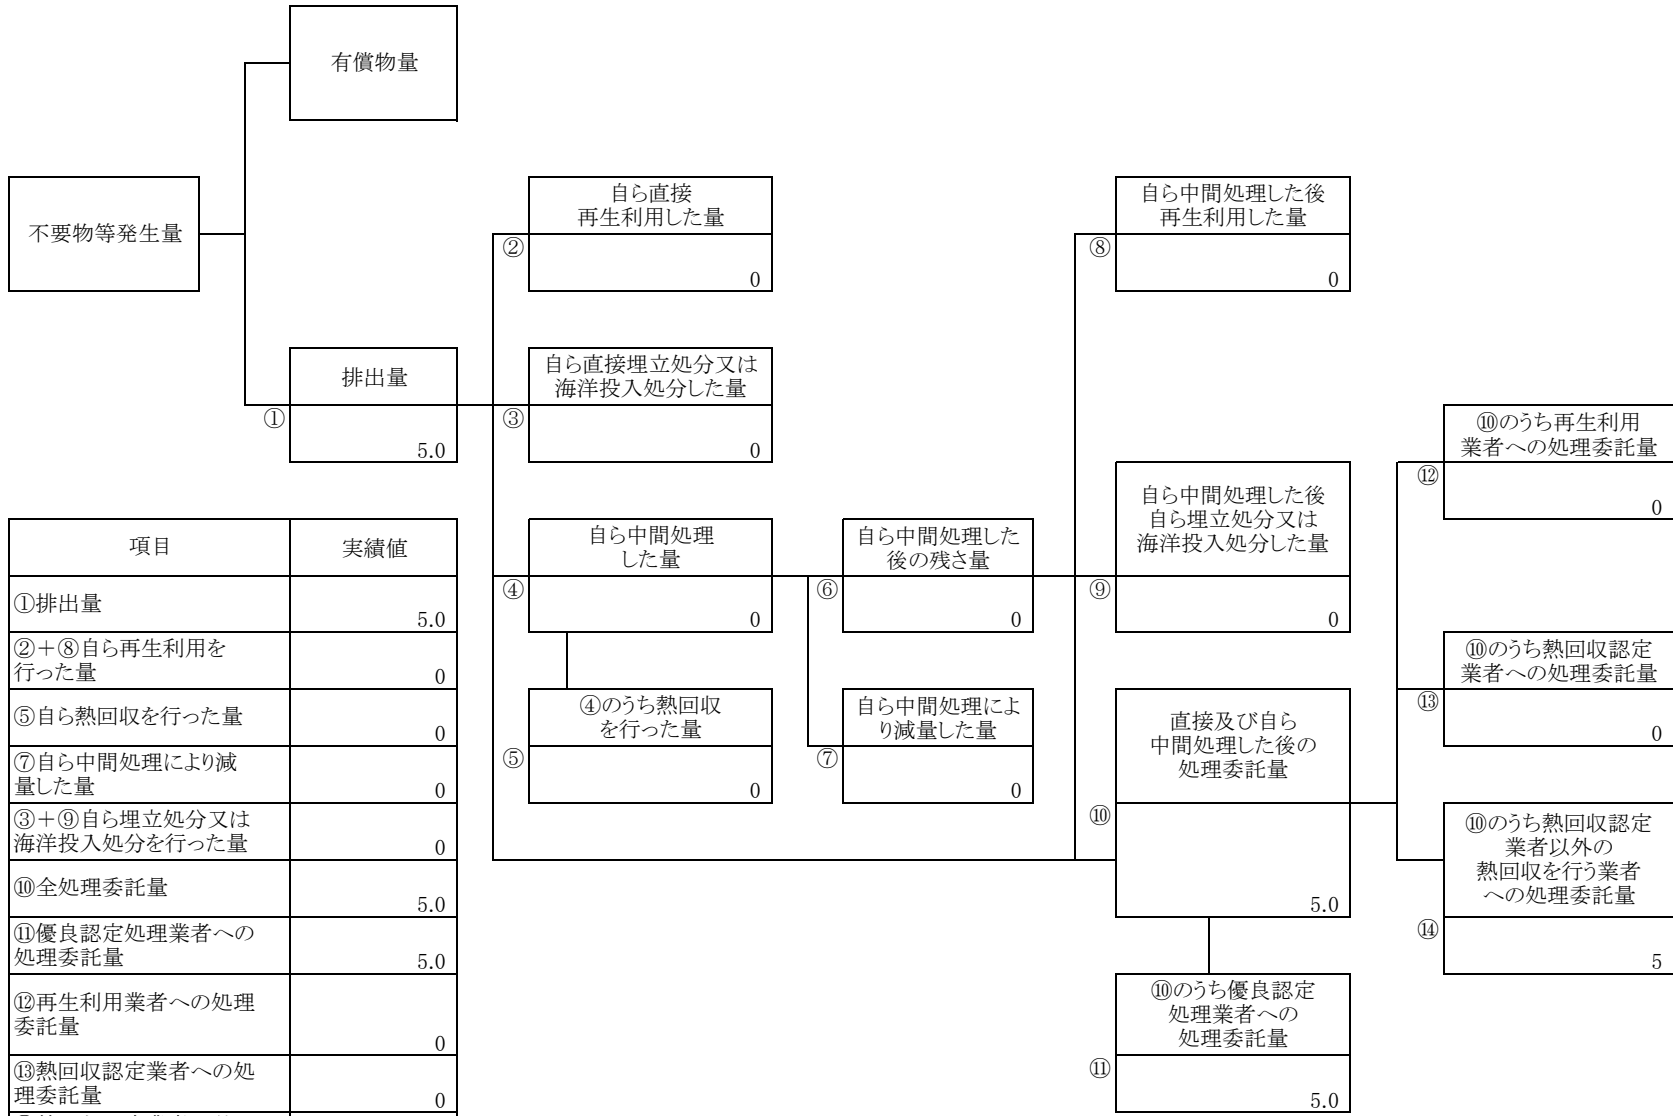 有償物量
不要物等発生量
自ら直接
再生利用した量
②
0
自ら中間処理した後
再生利用した量
⑧
0
排出量
①
5.0
自ら直接埋立処分又は
海洋投入処分した量
③
0
⑩のうち再生利用
業者への処理委託量
⑫
0
自ら中間処理
した量
④
0
自ら中間処理した
後の残さ量
⑥
0
自ら中間処理した後
自ら埋立処分又は
海洋投入処分した量
⑨
0
⑩のうち熱回収認定
業者への処理委託量
⑬
0
④のうち熱回収
を行った量
⑤
0
自ら中間処理によ
り減量した量
⑦
0
直接及び自ら
中間処理した後の
処理委託量
⑩
5.0
⑩のうち熱回収認定
業者以外の
熱回収を行う業者
への処理委託量
⑭
5
⑩のうち優良認定
処理業者への
処理委託量
⑪
5.0
項目 実績値
①排出量
5.0
②＋⑧自ら再生利用を
行った量
0
⑤自ら熱回収を行った量
0
⑦自ら中間処理により減
量した量
0
③＋⑨自ら埋立処分又は
海洋投入処分を行った量
0
⑩全処理委託量
5.0
⑪優良認定処理業者への
処理委託量
5.0
⑫再生利用業者への処理
委託量
0
⑬熱回収認定業者への処
理委託量
0